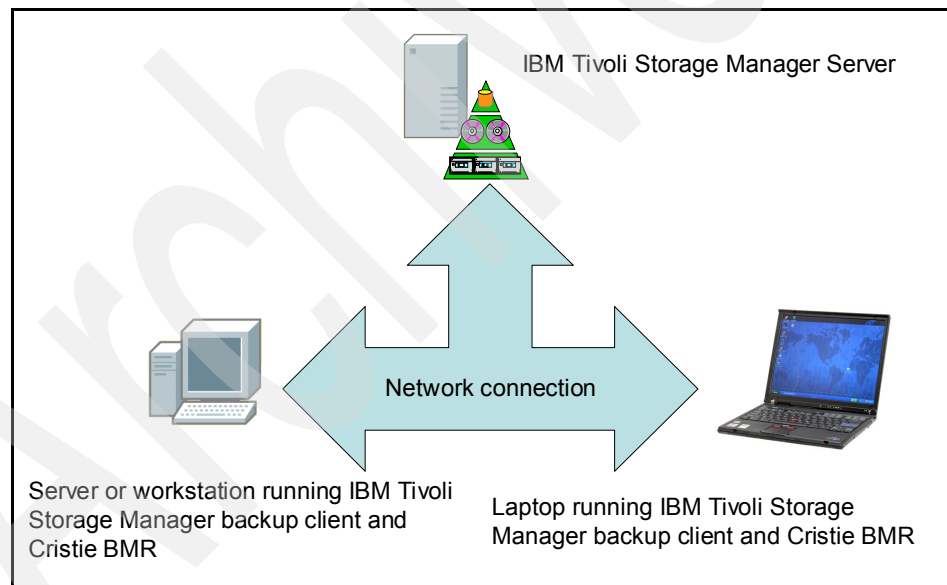 IBM Tivoli Storage Manager Server
Network connection
Server or workstation running IBM Tivoli
Storage Manager backup client and
Cristie BMR
Laptop running IBM Tivoli Storage
Manager backup client and Cristie BMR